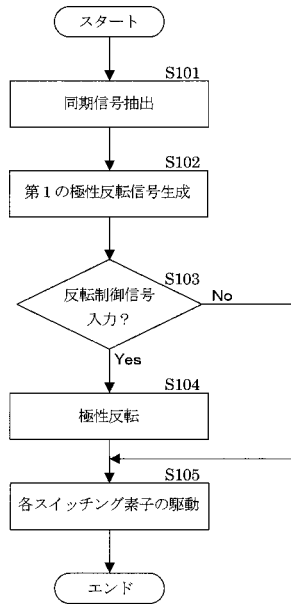 スタート
S101
同期信号抽出
S102
第１の極性反転信号生成
S103
反転制御信号
入力？
No
Yes
S104
極性反転
S105
各スイッチング素子の駆動
エンド